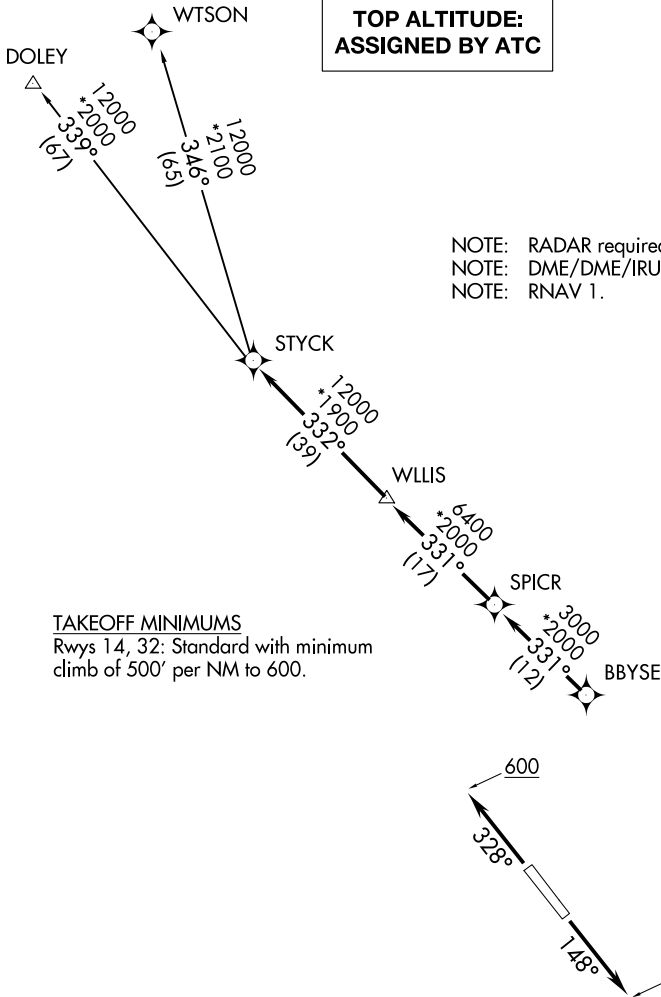 WTSON
TOP ALTITUDE:
ASSIGNED BY ATC
DOLEY
12000
*2000
339°
(67)
12000
*2100
346°
(65)
NOTE: RADAR required
NOTE: DME/DME/IRU
NOTE: RNAV 1.
STYCK
12000
*1900
332°
(39)
WLLIS
6400
*2000
331°
(17)
SPICR
3000
*2000
331°
(12)
BBYSE
TAKEOFF MINIMUMS
Rwys 14, 32: Standard with minimum
climb of 500' per NM to 600.
600
328°
148°